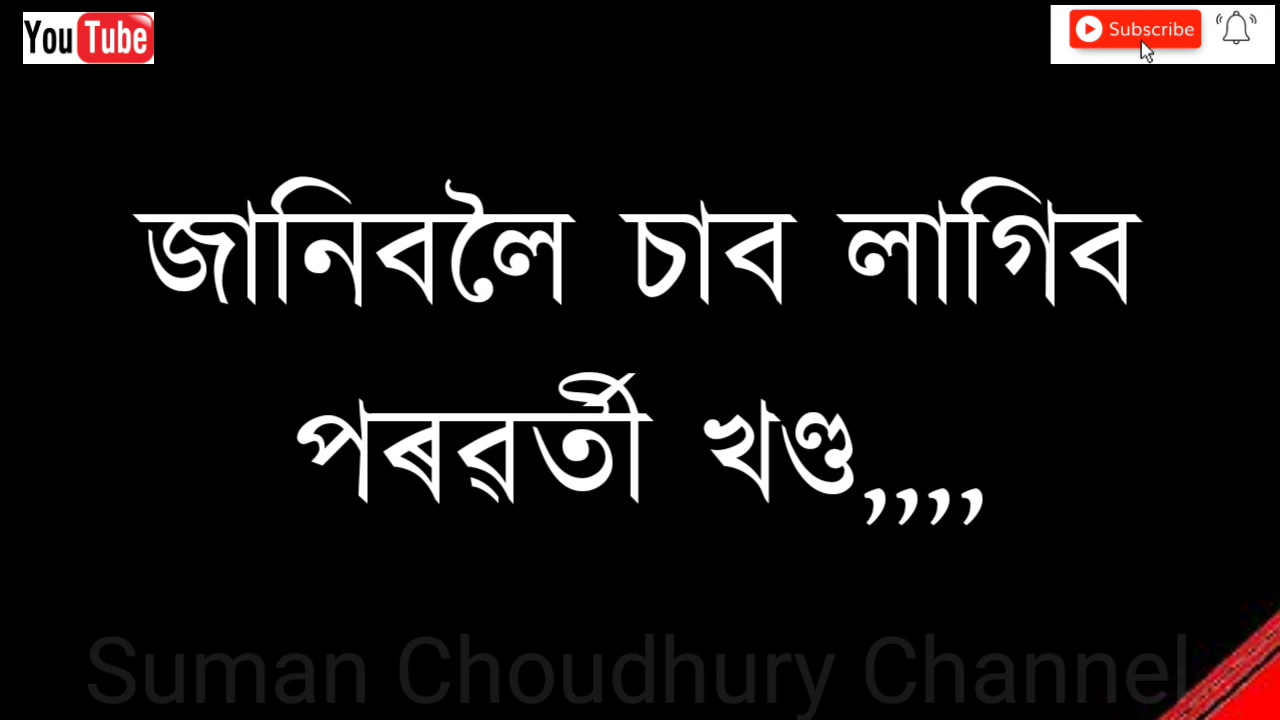 YouTube
Subscribe
জানিবলৈ চাব লাগিব
পৰৱৰ্তী খণ্ড,,,,
Suman Choudhury Channel